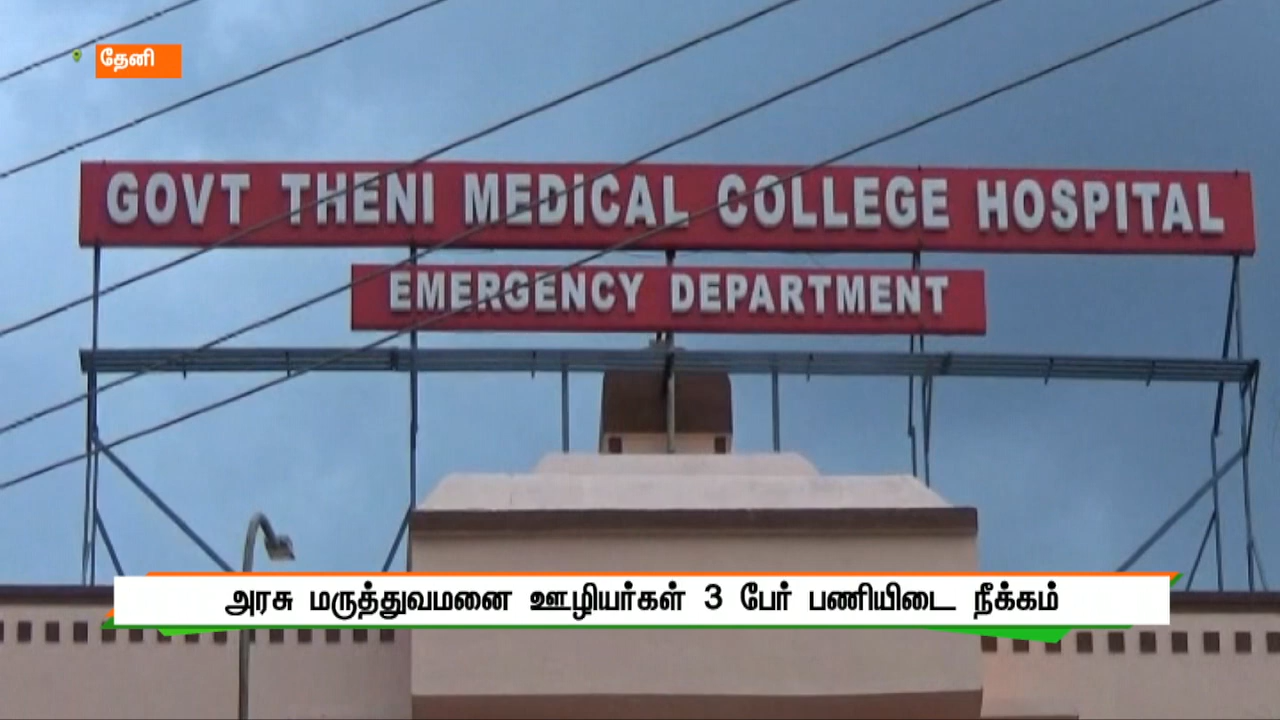 தேனி
GOVT THENI MEDICAL COLLEGE HOSPITAL
EMERGENCY DEPARTMENT
அரசு மருத்துவமனை ஊழியர்கள் 3 பேர் பணியிடை நீக்கம்